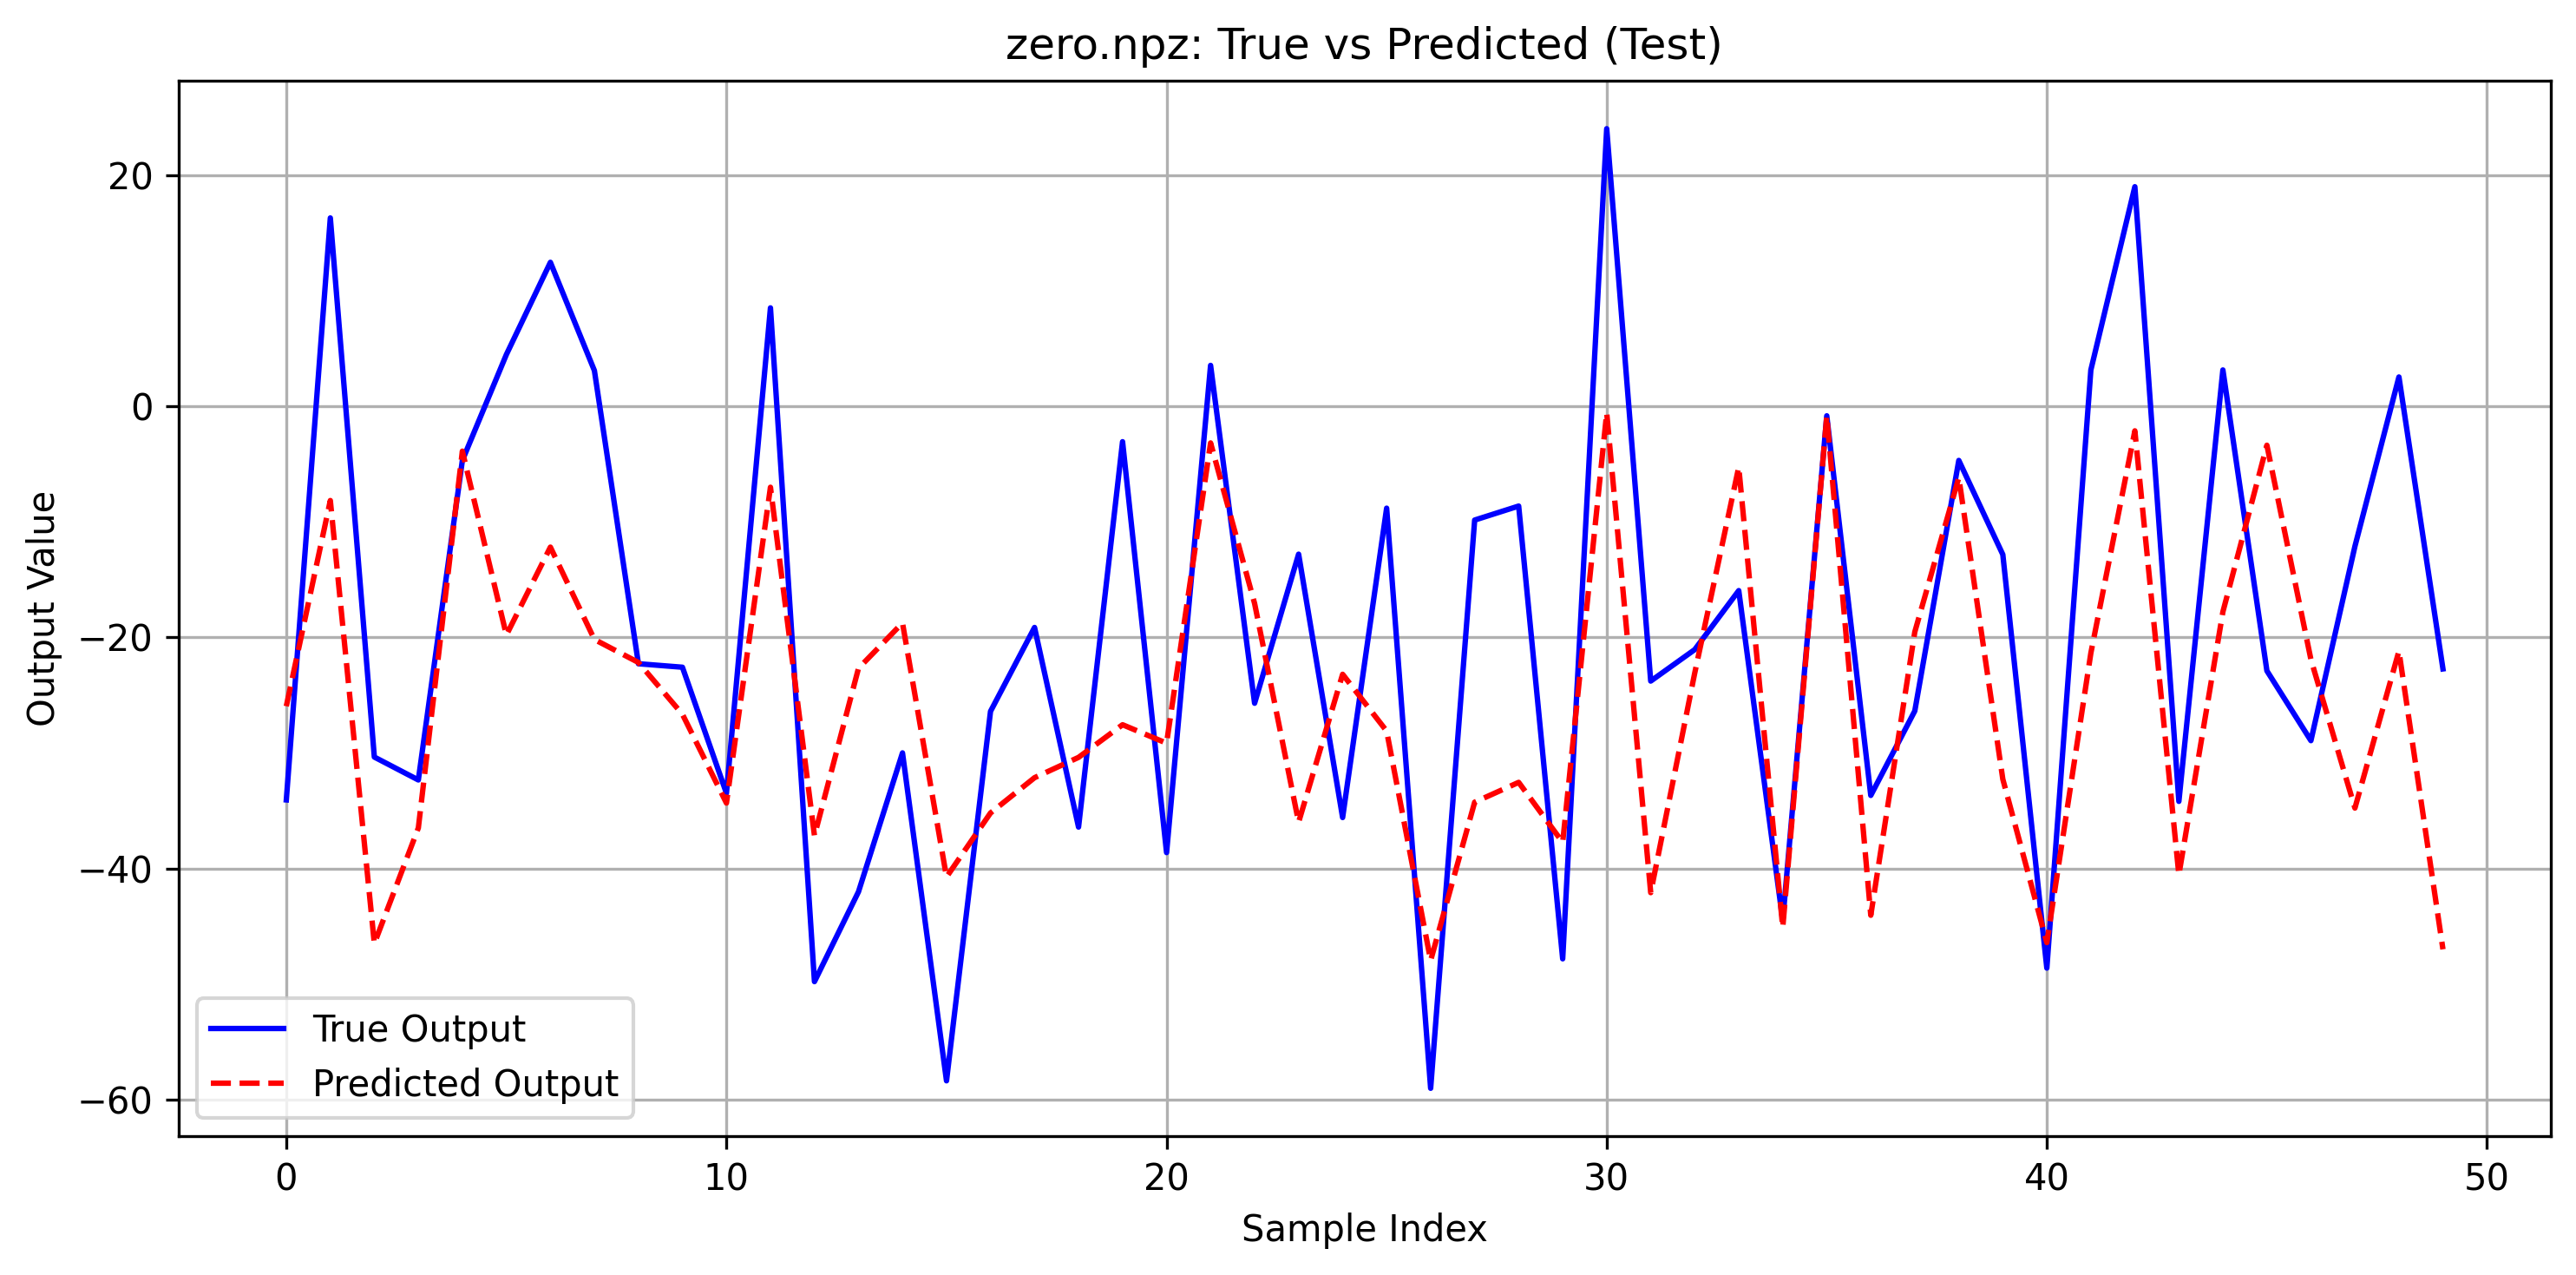 zero.npz: True vs Predicted (Test)
Output Value
20
0
−20
−40
−60
True Output
Predicted Output
0 10 20 30 40 50
Sample Index